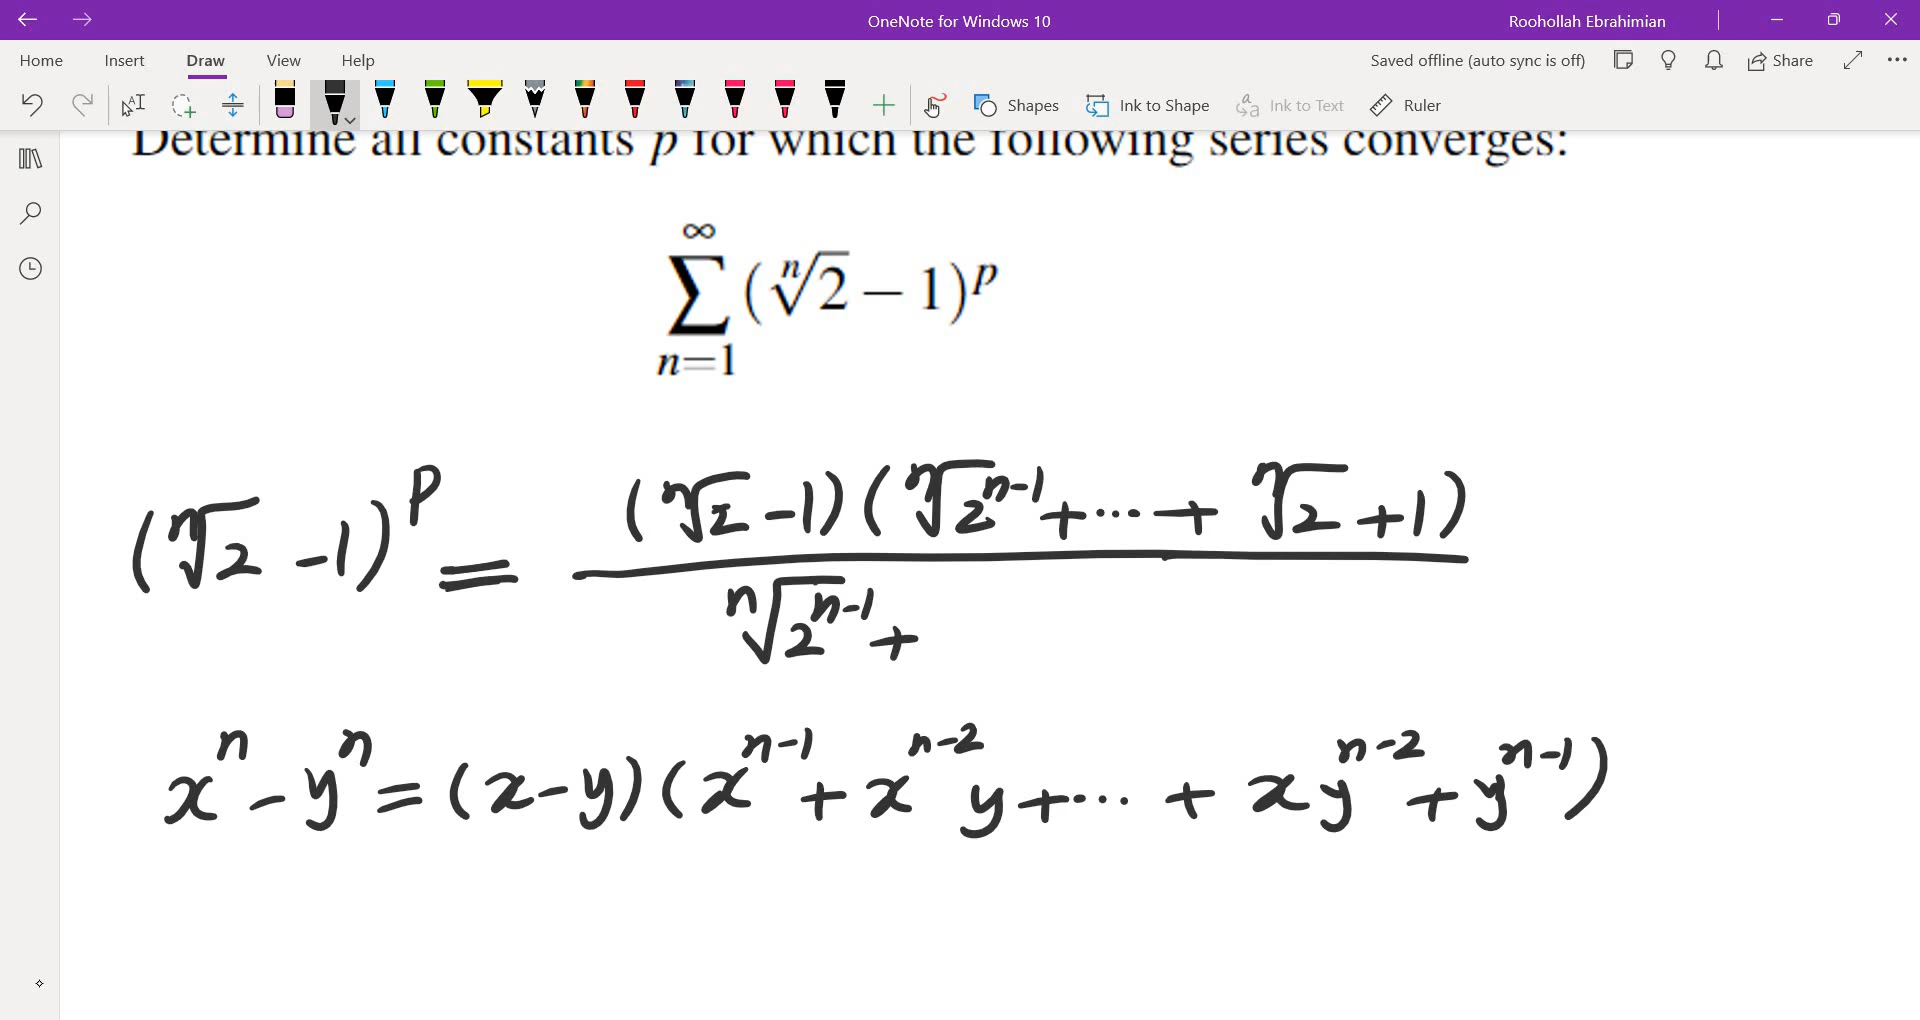 OneNote for Windows 10
Roohollah Ebrahimian
Home Insert Draw View Help
Saved offline (auto sync is off) Share
Shapes Ink to Shape Ink to Text Ruler
Determine all constants p for which the following series converges:
∑_{n=1}^{∞} (ⁿ√2 − 1)^p
(ⁿ√2 − 1)^p = (ⁿ√2 − 1)(ⁿ√2^{n−1} + ⋯ + ⁿ√2 + 1) / ⁿ√2^{n−1} +
x^n − y^n = (x − y)(x^{n−1} + x^{n−2}y + ⋯ + xy^{n−2} + y^{n−1})